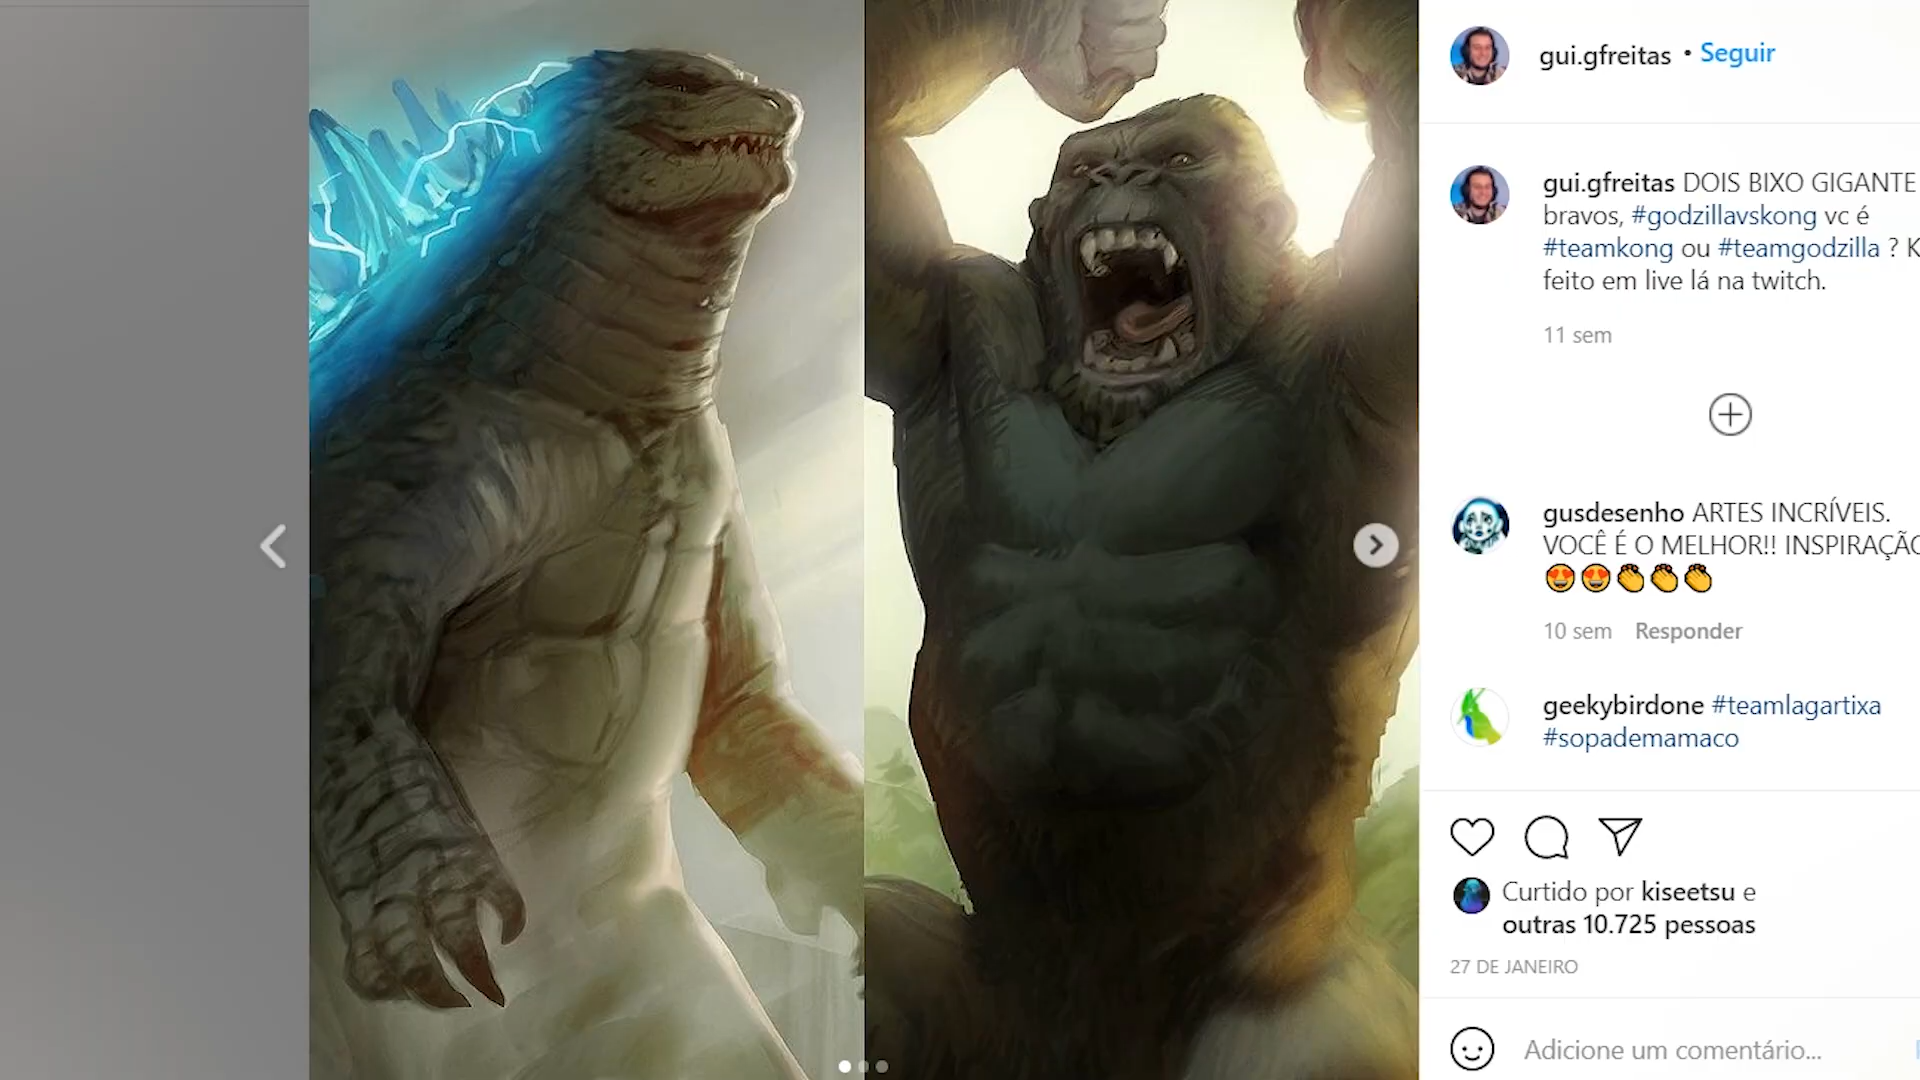 gui.gfreitas • Seguir
gui.gfreitas DOIS BIXO GIGANTE
bravos, #godzillavskong vc é
#teamkong ou #teamgodzilla ? K
feito em live lá na twitch.
11 sem
gusdesenho ARTES INCRÍVEIS.
VOCÊ É O MELHOR!! INSPIRAÇÃO
😍😍👏👏👏
10 sem Responder
geekybirdone #teamlagartixa
#sopademamaco
Curtido por kiseetsu e
outras 10.725 pessoas
27 DE JANEIRO
Adicione um comentário...